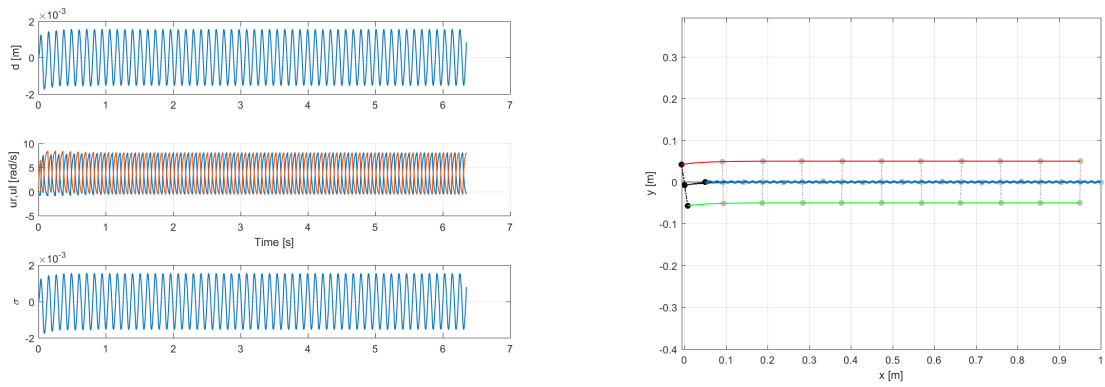 ×10⁻³
2
0
-2
d [m]
0 1 2 3 4 5 6 7
10
5
0
-5
ur,ul [rad/s]
0 1 2 3 4 5 6 7
Time [s]
×10⁻³
2
0
-2
σ
0 1 2 3 4 5 6 7
0.3
0.2
0.1
0
-0.1
-0.2
-0.3
-0.4
y [m]
0 0.1 0.2 0.3 0.4 0.5 0.6 0.7 0.8 0.9 1
x [m]